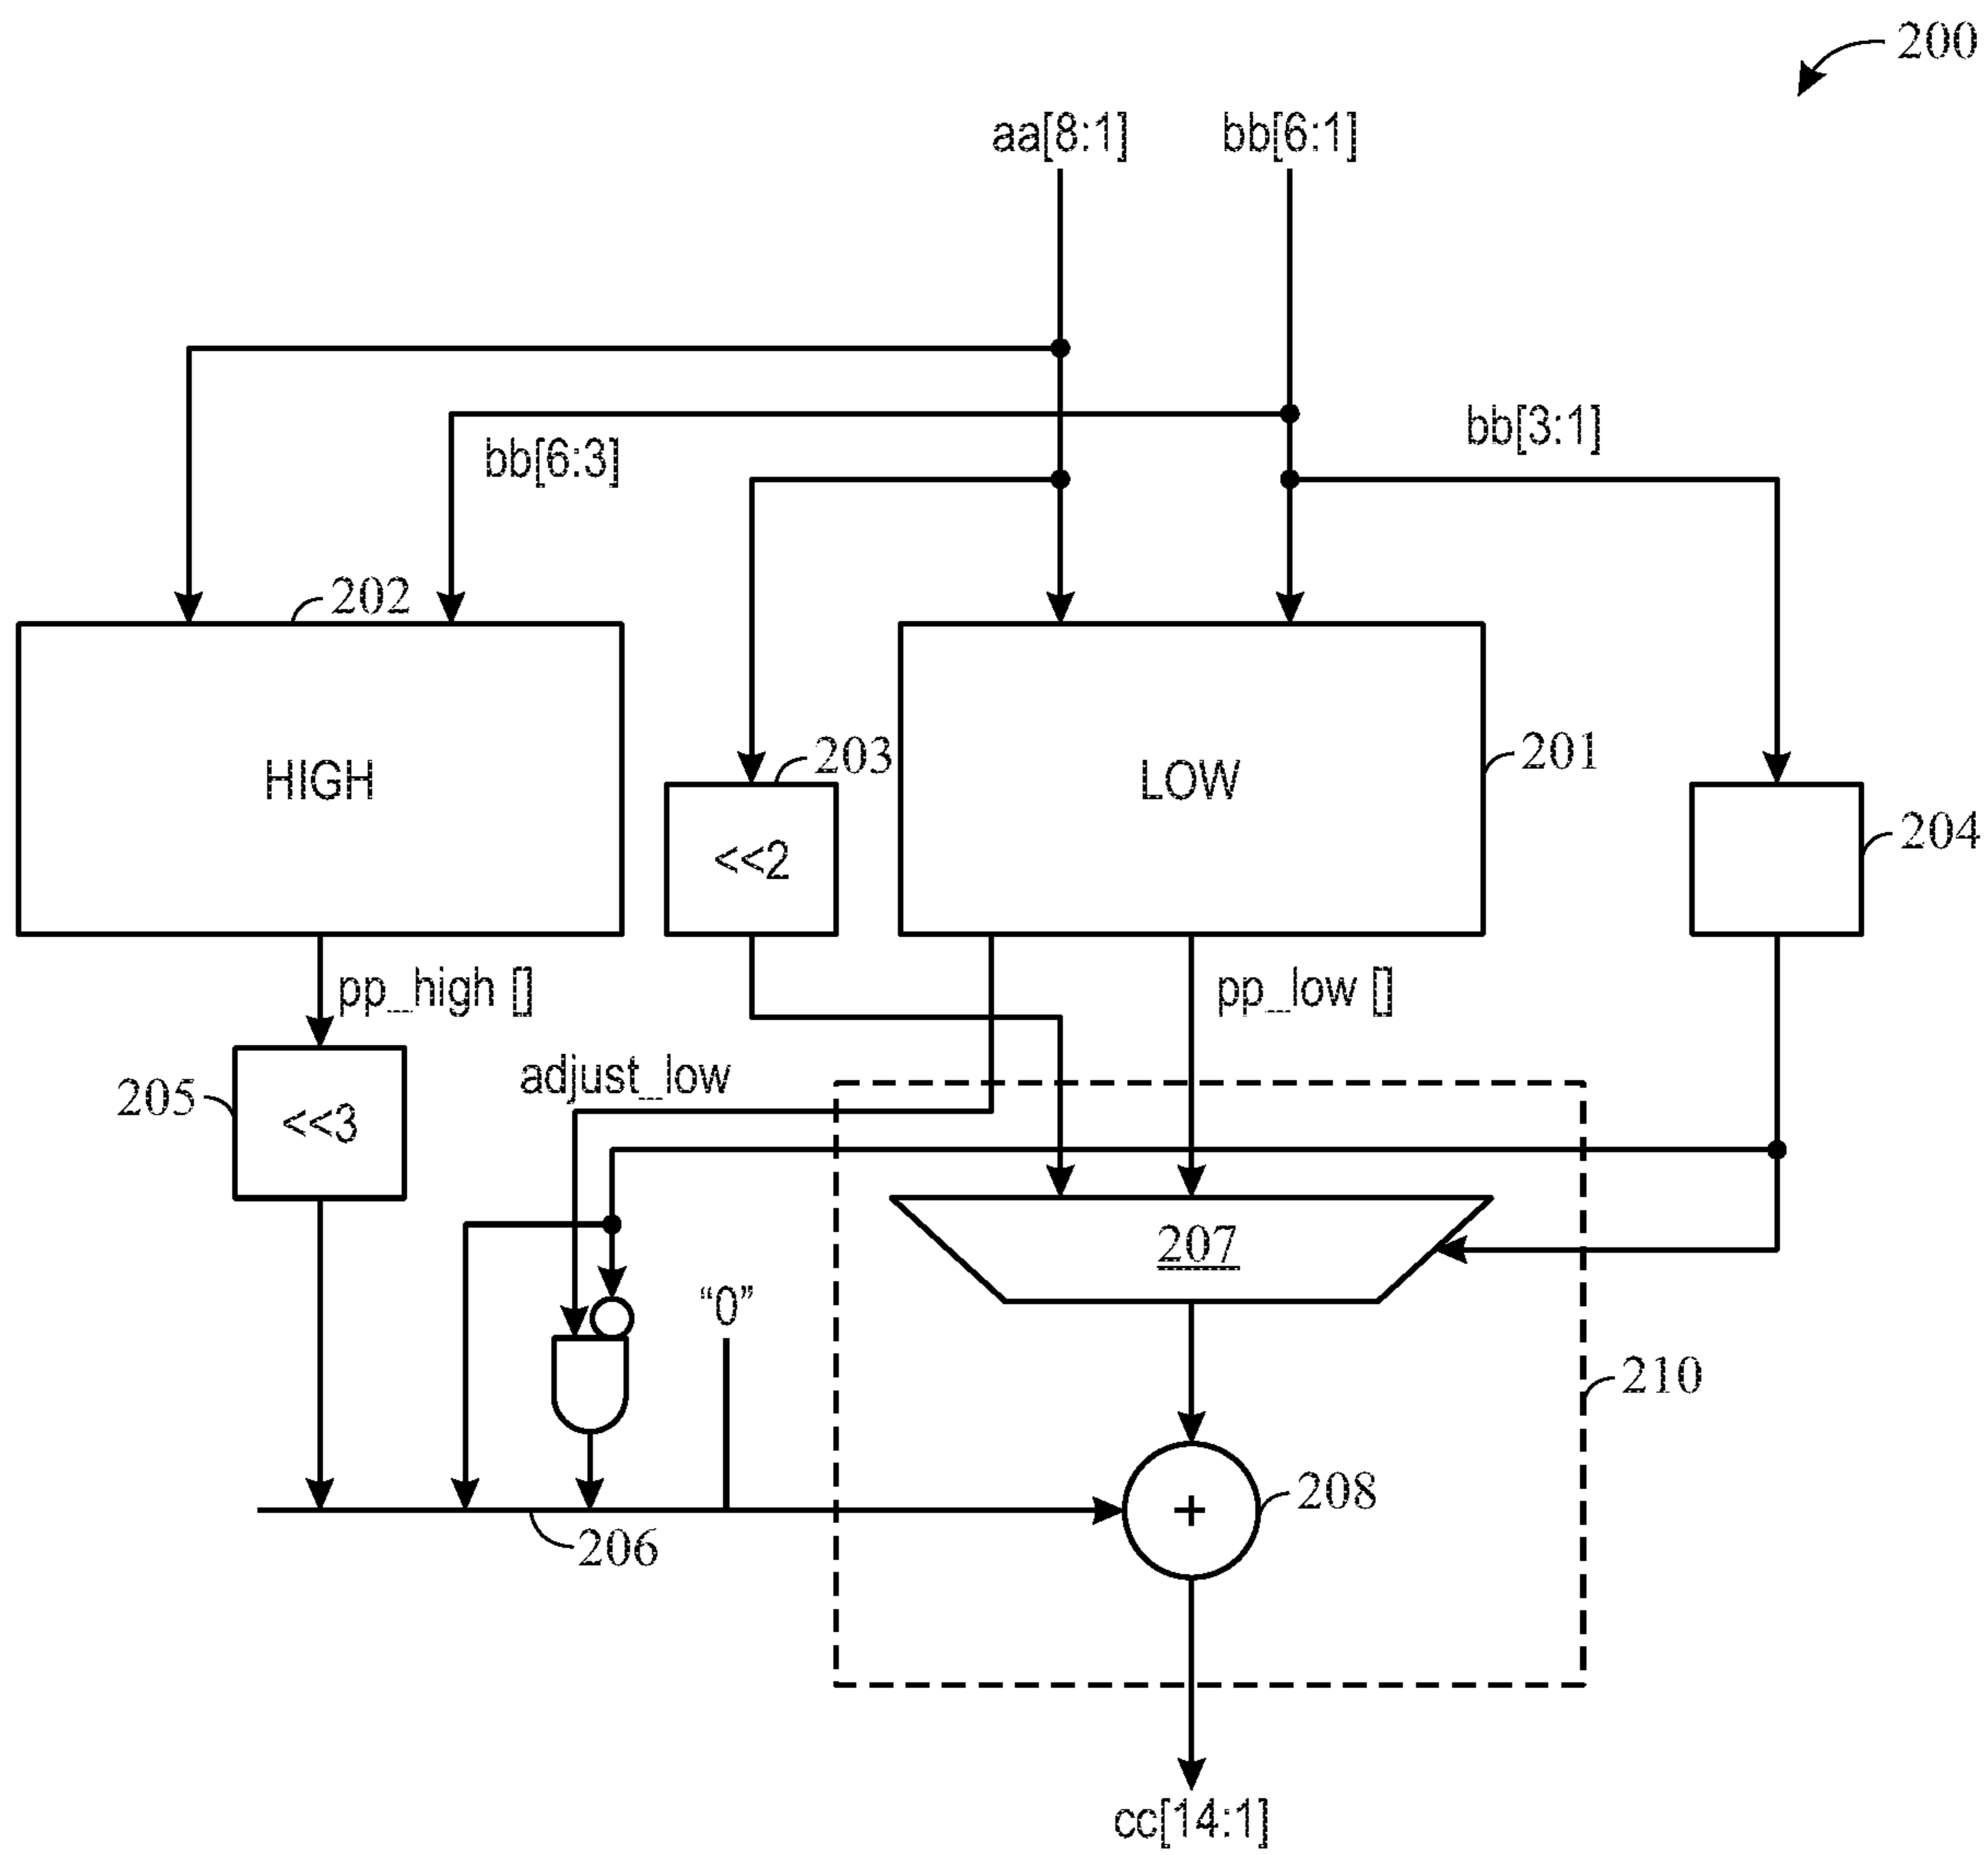 200
aa[8:1] bb[6:1]
bb[6:3] bb[3:1]
202
HIGH
203
<<2
LOW
201
204
pp_high [] pp_low []
205
<<3
adjust_low
207
"0"
210
208
+
206
cc[14:1]